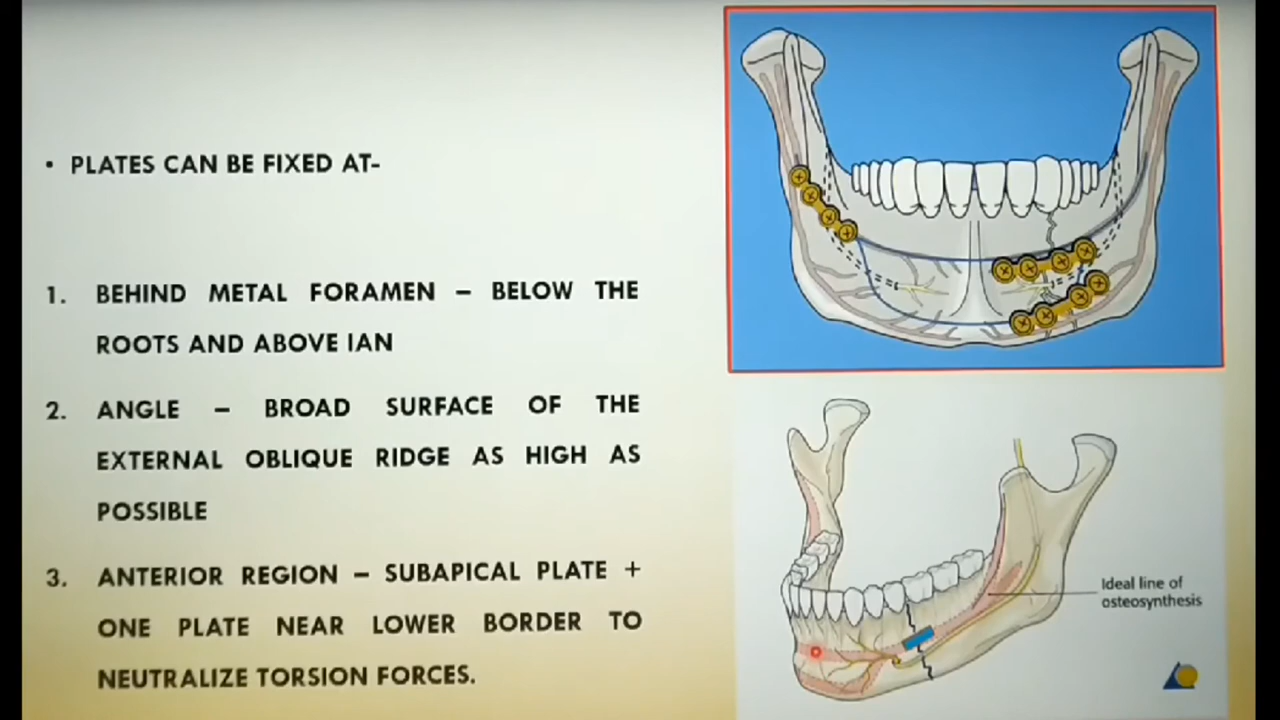 • PLATES CAN BE FIXED AT-
1. BEHIND METAL FORAMEN – BELOW THE
ROOTS AND ABOVE IAN
2. ANGLE – BROAD SURFACE OF THE
EXTERNAL OBLIQUE RIDGE AS HIGH AS
POSSIBLE
3. ANTERIOR REGION – SUBAPICAL PLATE +
ONE PLATE NEAR LOWER BORDER TO
NEUTRALIZE TORSION FORCES.
Ideal line of
osteosynthesis